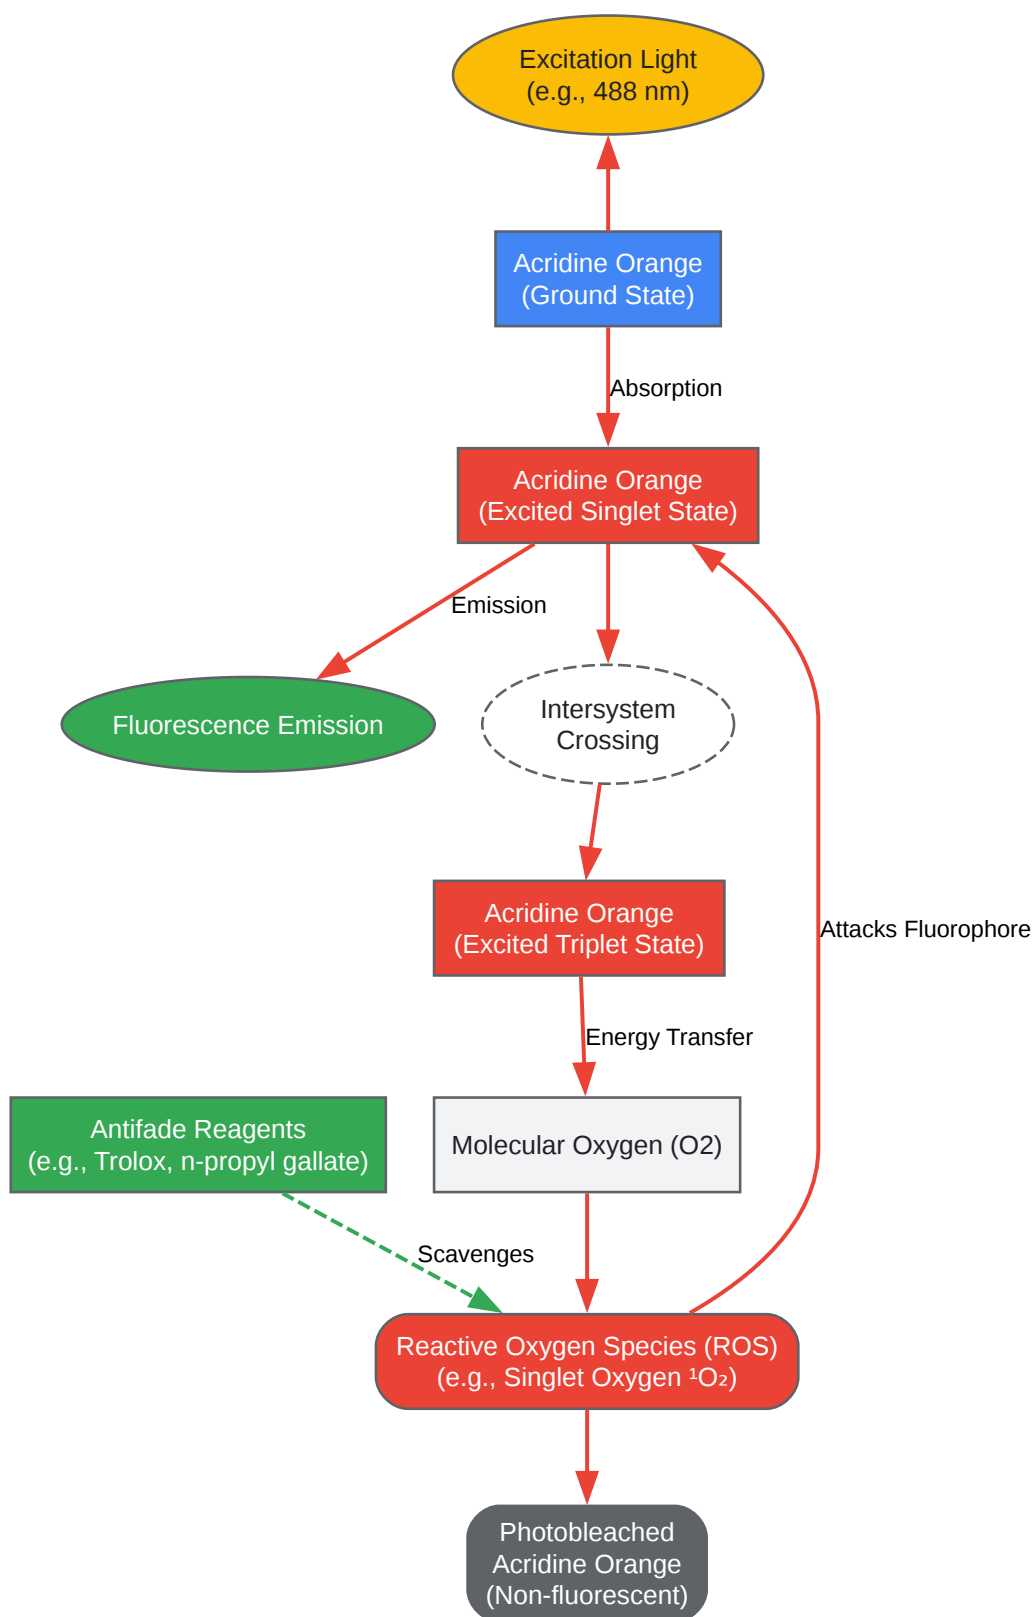 Excitation Light
(e.g., 488 nm)
Acridine Orange
(Ground State)
Absorption
Acridine Orange
(Excited Singlet State)
Emission
Fluorescence Emission
Intersystem
Crossing
Acridine Orange
(Excited Triplet State)
Attacks Fluorophore
Energy Transfer
Antifade Reagents
(e.g., Trolox, n-propyl gallate)
Molecular Oxygen (O2)
Scavenges
Reactive Oxygen Species (ROS)
(e.g., Singlet Oxygen ¹O₂)
Photobleached
Acridine Orange
(Non-fluorescent)